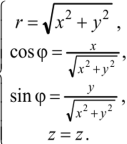 r = √(x² + y²) ,
cos φ = x / √(x² + y²) ,
sin φ = y / √(x² + y²) ,
z = z .